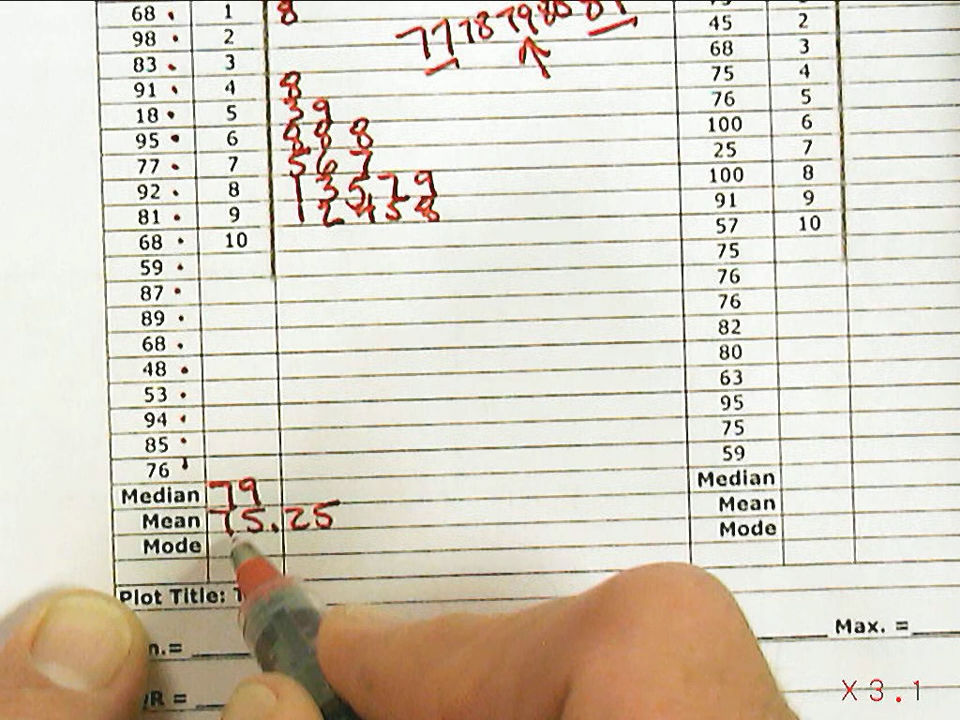 68 . 1 8
98 . 2 77 78 79 80 81 45 2
83 . 3 68 3
91 . 4 8 75 4
18 . 5 3 9 76 5
95 . 6 8 8 8 100 6
77 . 7 5 6 7 25 7
92 . 8 1 3 5 7 9 100 8
81 . 9 1 2 4 5 8 91 9
68 . 10 57 10
59 . 75
87 . 76
89 . 76
68 . 82
48 . 80
53 . 63
94 . 95
85 . 75
76 . 59
Median 79 Median
Mean 75.25 Mean
Mode Mode
Plot Title: T
n.= ____ Max. =
R =
X3.1